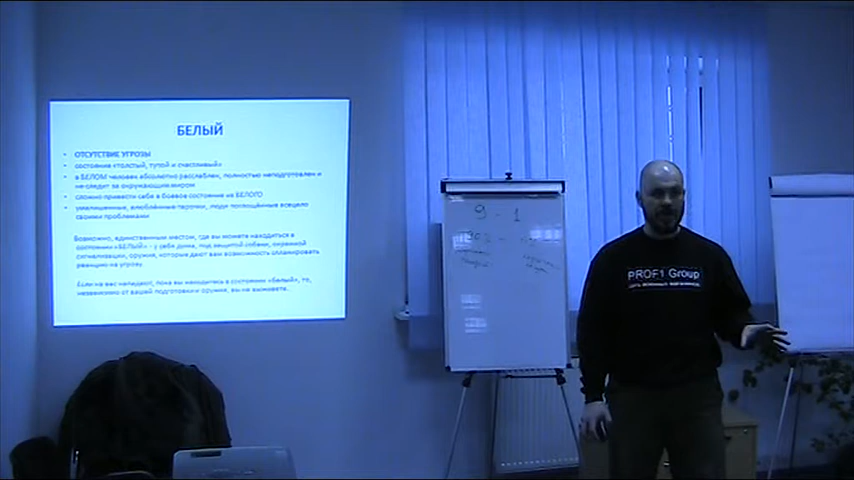 БЕЛЫЙ
• ОТСУТСТВИЕ УГРОЗЫ
• состояние «толстый, тупой и счастливый»
• в БЕЛОМ человек абсолютно расслаблен, полностью неподготовлен и
не следит за окружающим миром
• сложно привести себя в боевое состояние из БЕЛОГО
• умалишенные, влюблённые парочки, люди поглощённые всецело
своими проблемами
Возможно, единственным местом, где вы можете находиться в
состоянии «БЕЛЫЙ» - у себя дома, под защитой собаки, охранной
сигнализации, оружия, которые дают вам возможность спланировать
реакцию на угрозу.
Если на вас нападают, пока вы находитесь в состоянии «белый», то,
независимо от вашей подготовки и оружия, вы не выживете.
9 - 1
PROF1 Group